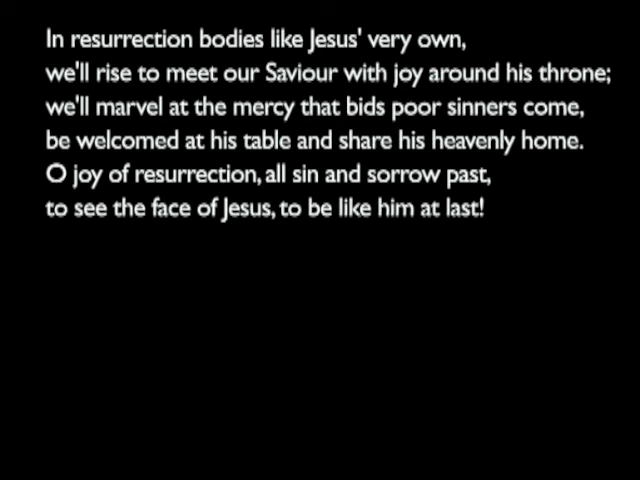 In resurrection bodies like Jesus' very own,
we'll rise to meet our Saviour with joy around his throne;
we'll marvel at the mercy that bids poor sinners come,
be welcomed at his table and share his heavenly home.
O joy of resurrection, all sin and sorrow past,
to see the face of Jesus, to be like him at last!